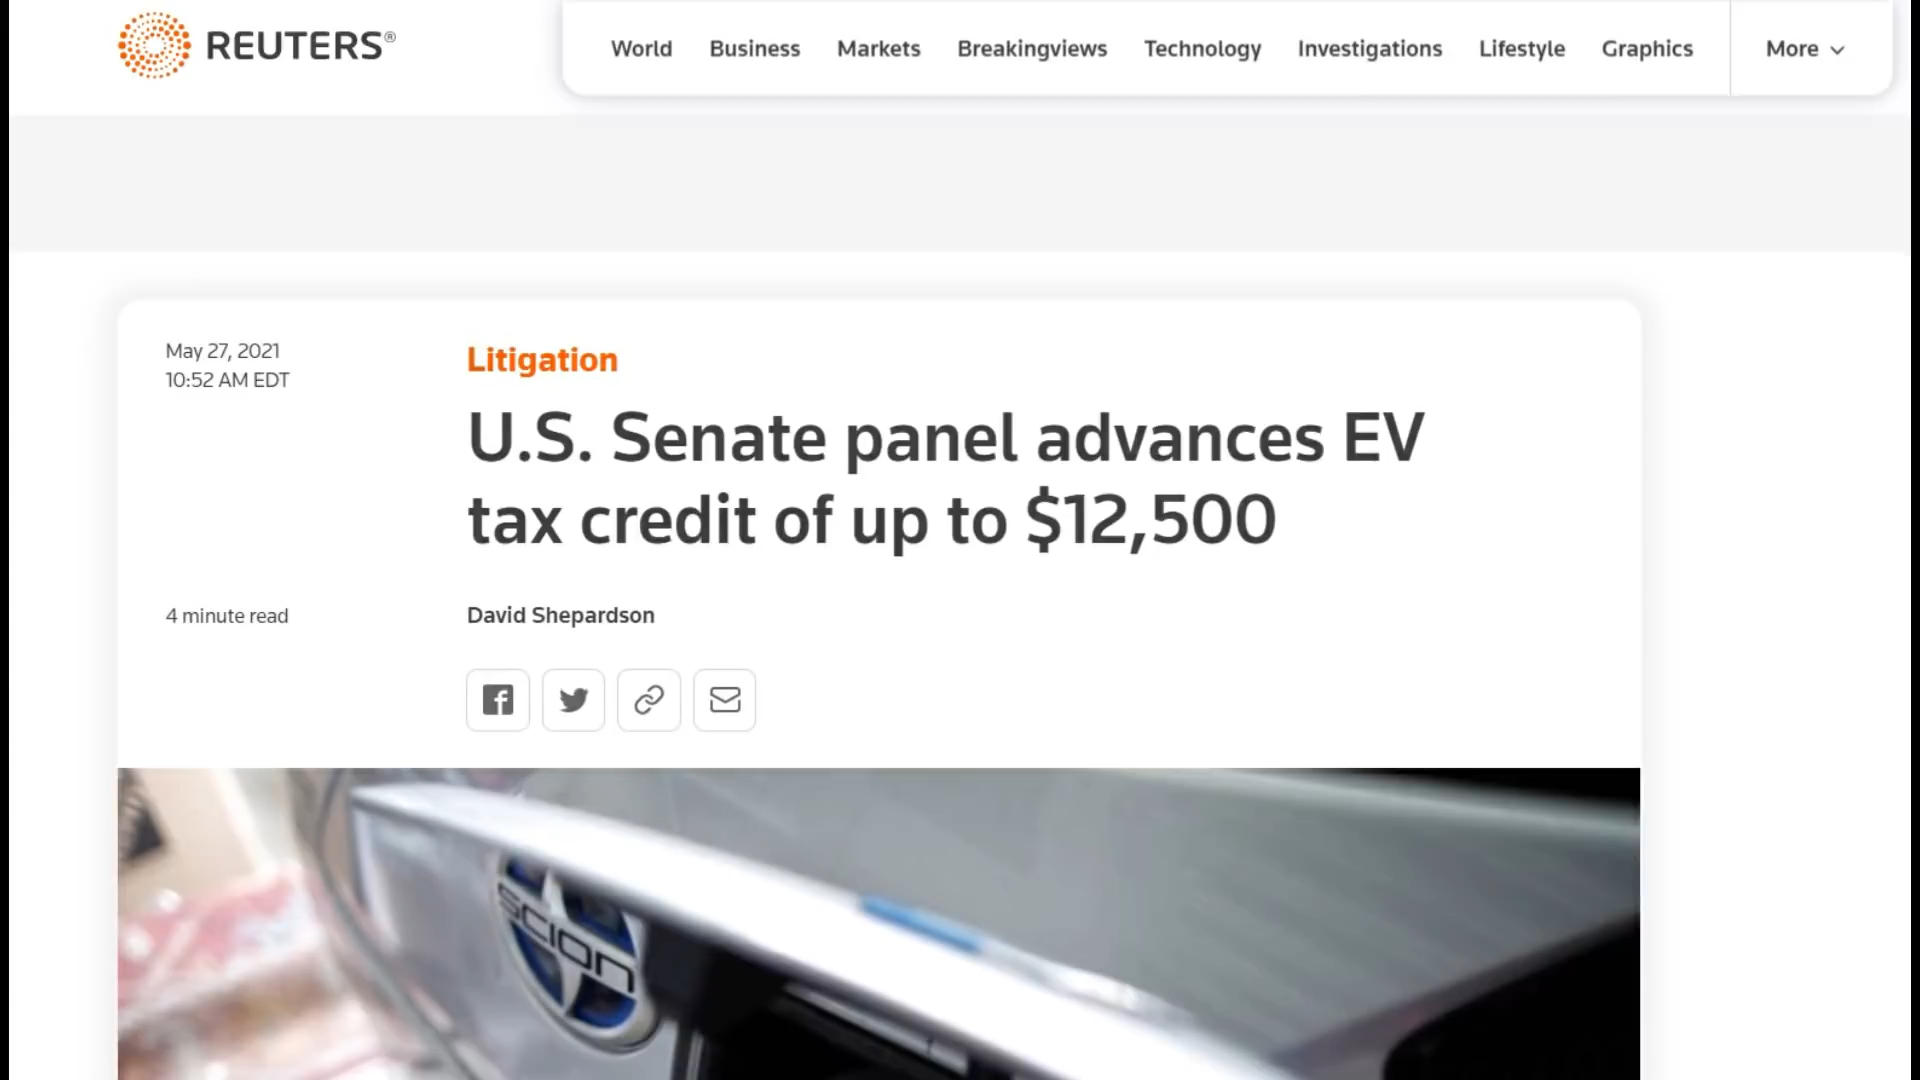 REUTERS®
World Business Markets Breakingviews Technology Investigations Lifestyle Graphics More
May 27, 2021
10:52 AM EDT
Litigation
U.S. Senate panel advances EV
tax credit of up to $12,500
4 minute read
David Shepardson
SCION